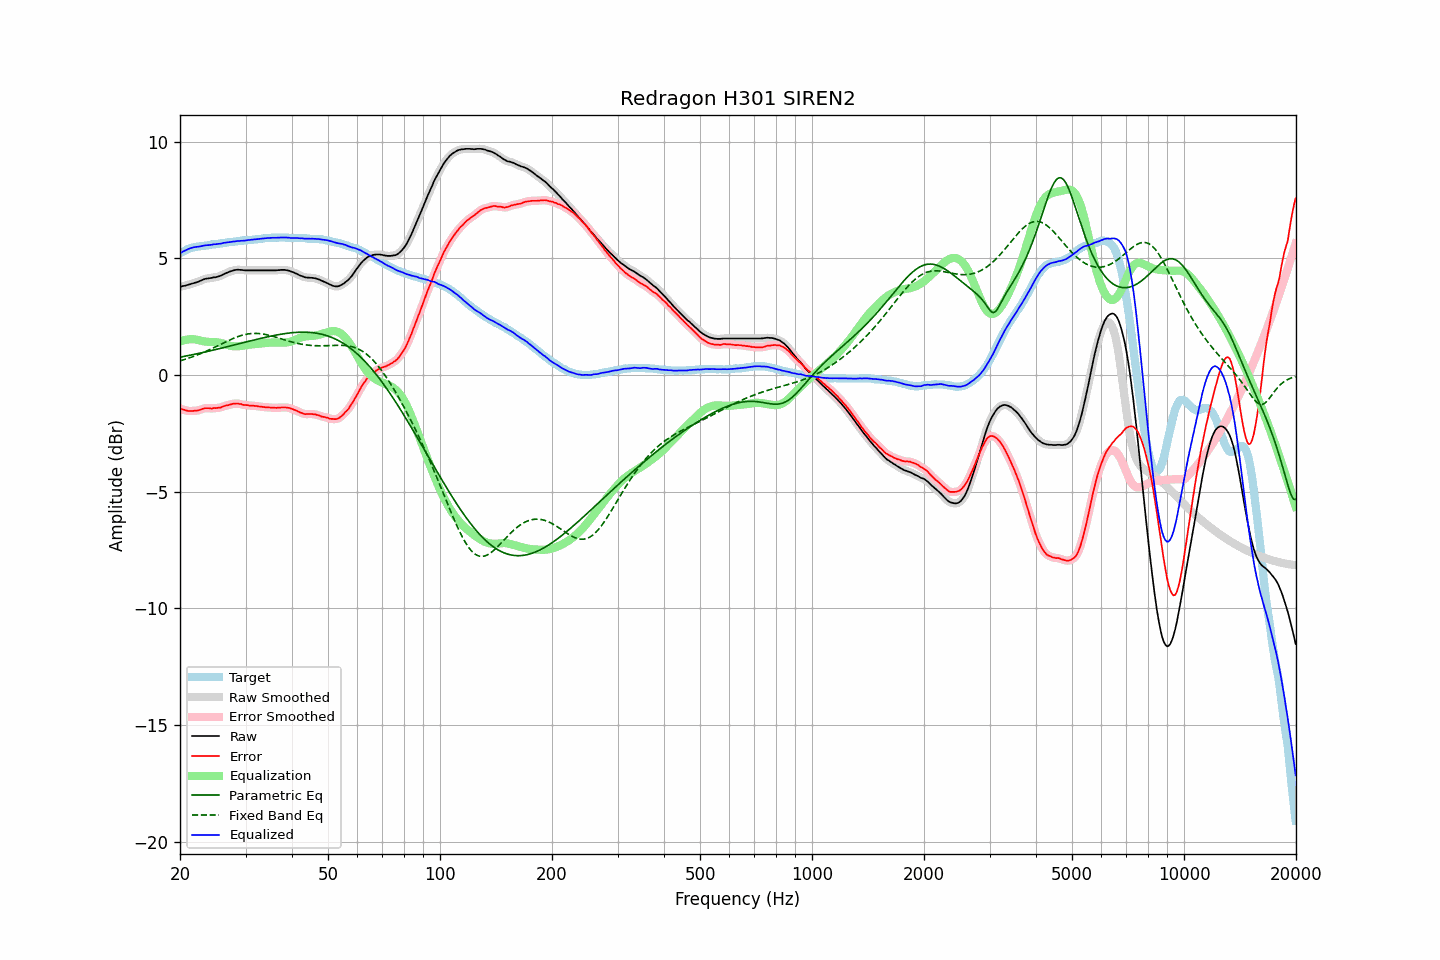 Redragon H301 SIREN2
Amplitude (dBr)
10
5
0
−5
−10
−15
−20
Target
Raw Smoothed
Error Smoothed
Raw
Error
Equalization
Parametric Eq
Fixed Band Eq
Equalized
20 50 100 200 500 1000 2000 5000 10000 20000
Frequency (Hz)